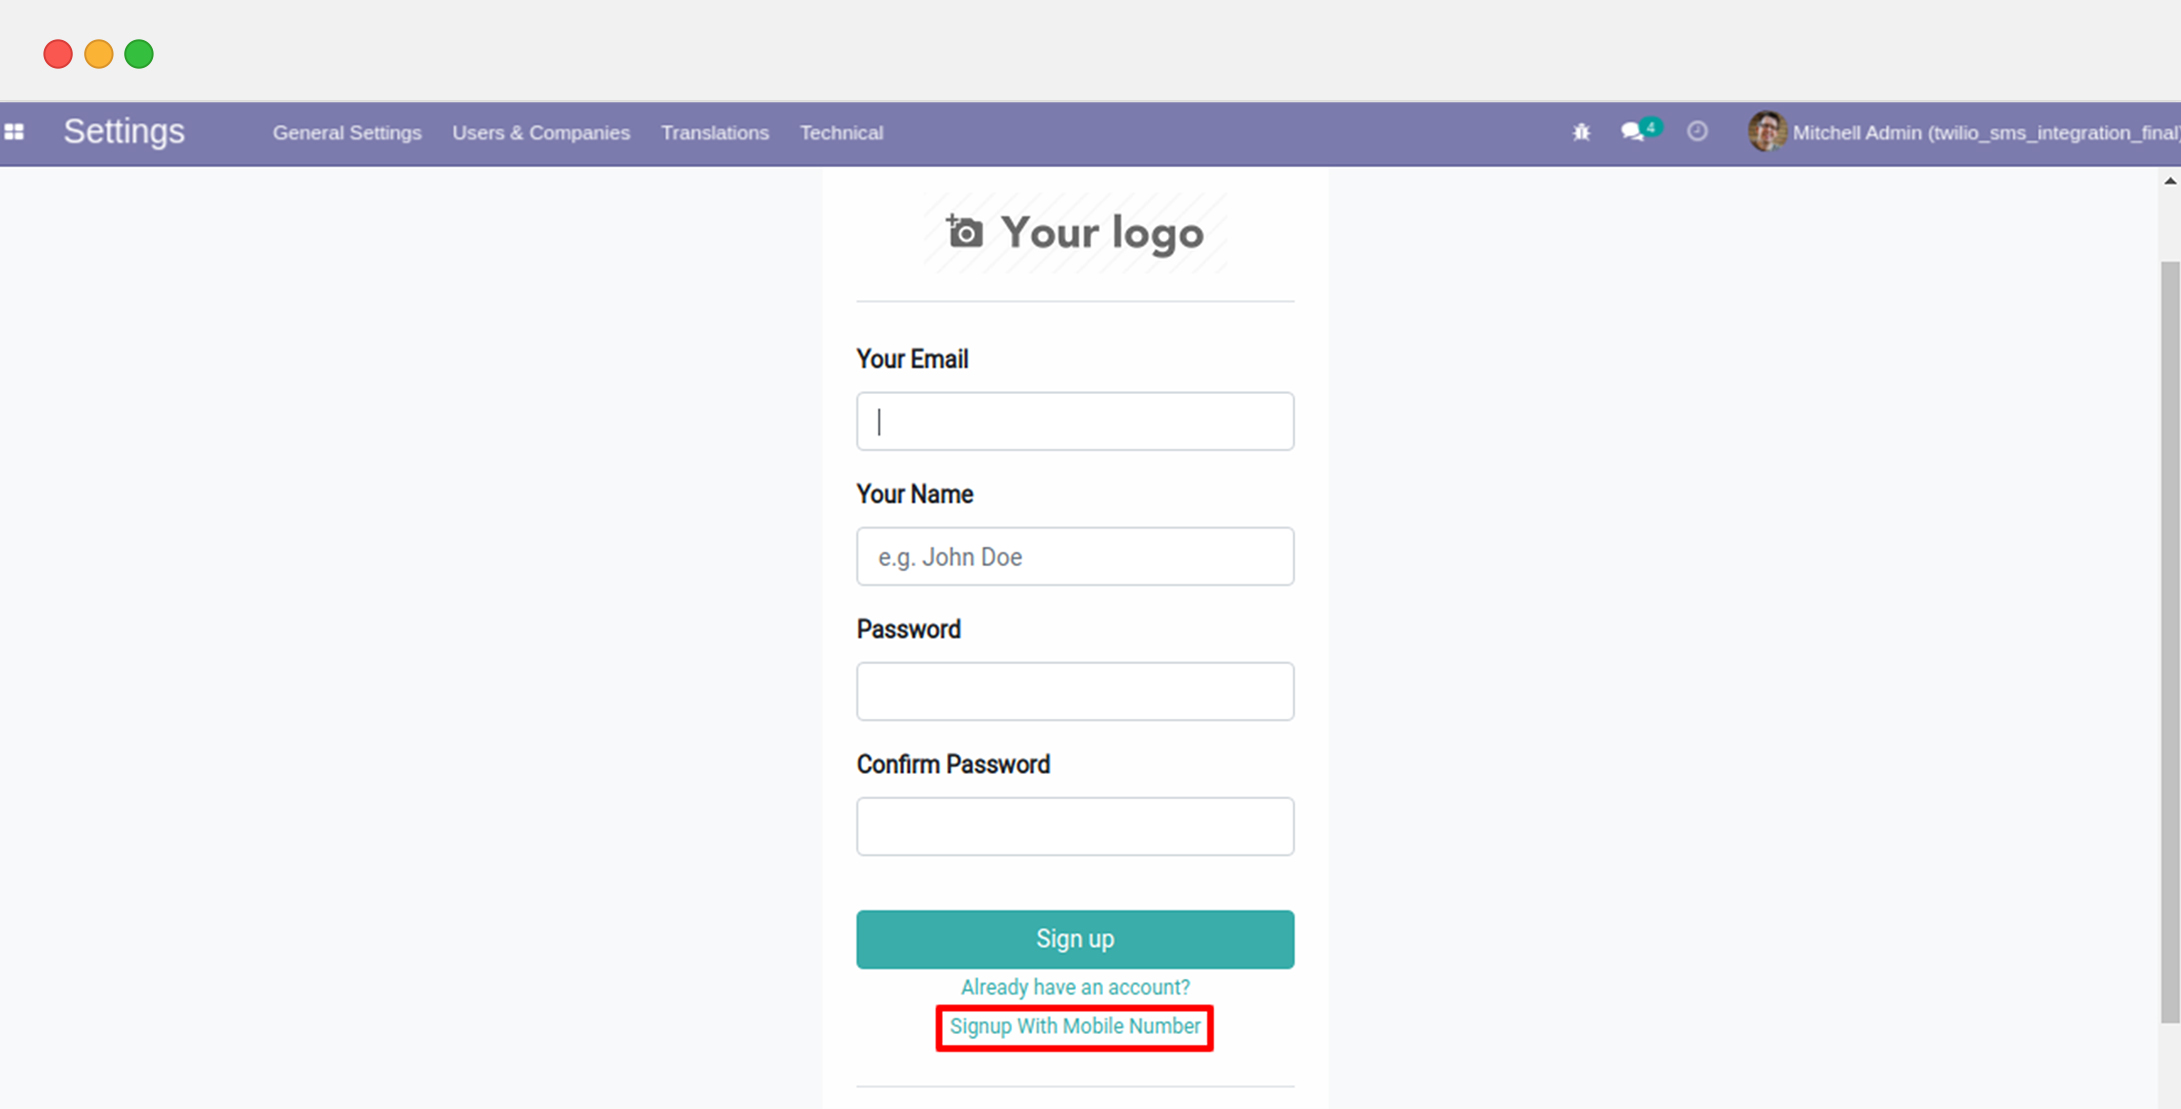 Settings General Settings Users & Companies Translations Technical 4 Mitchell Admin (twilio_sms_integration_final)
Your logo
Your Email
Your Name
e.g. John Doe
Password
Confirm Password
Sign up
Already have an account?
Signup With Mobile Number